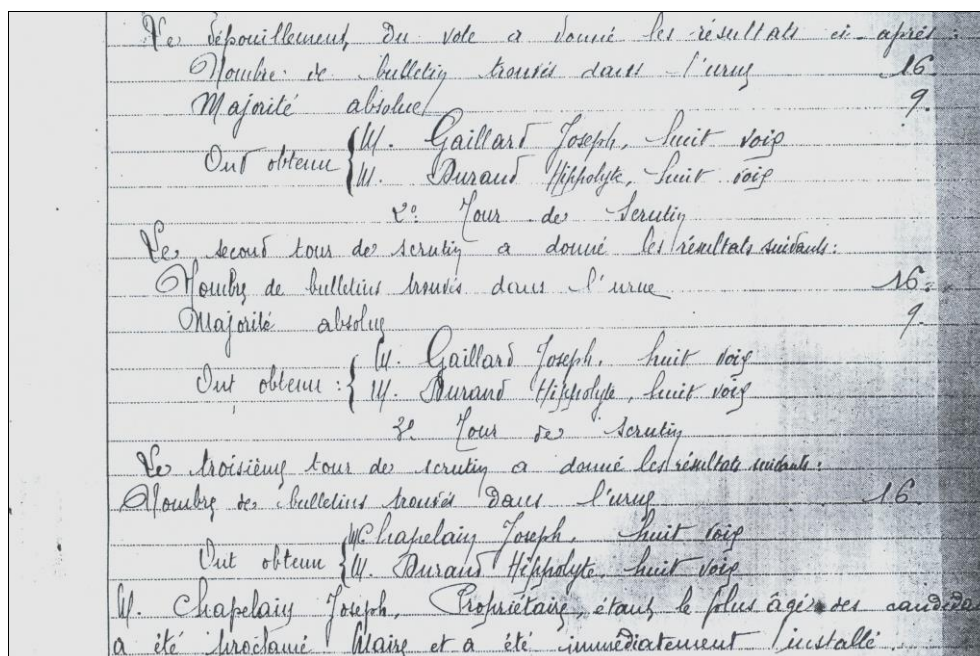 Le dépouillement, du vote a donné les résultats ci-après:
Nombre de bulletin trouvés dans l'urne 16.
Majorité absolue 9.
Ont obtenu { M. Gaillard Joseph, huit voix
M. Durand Hippolyte, huit voix
2e Tour de Scrutin
Le second tour de scrutin a donné les résultats suivants:
Nombre de bulletins trouvés dans l'urne 16.
Majorité absolue 9.
Ont obtenu: { M. Gaillard Joseph, huit voix
M. Durand Hippolyte, huit voix
3e Tour de Scrutin
Le troisième tour de scrutin a donné les résultats suivants:
Nombre de bulletins trouvés dans l'urne 16
Ont obtenu { M Chapelain Joseph, huit voix
M. Durand Hippolyte, huit voix
M. Chapelain Joseph, Propriétaire, étant le plus âgé des candida
a été proclamé Maire et a été immédiatement installé.